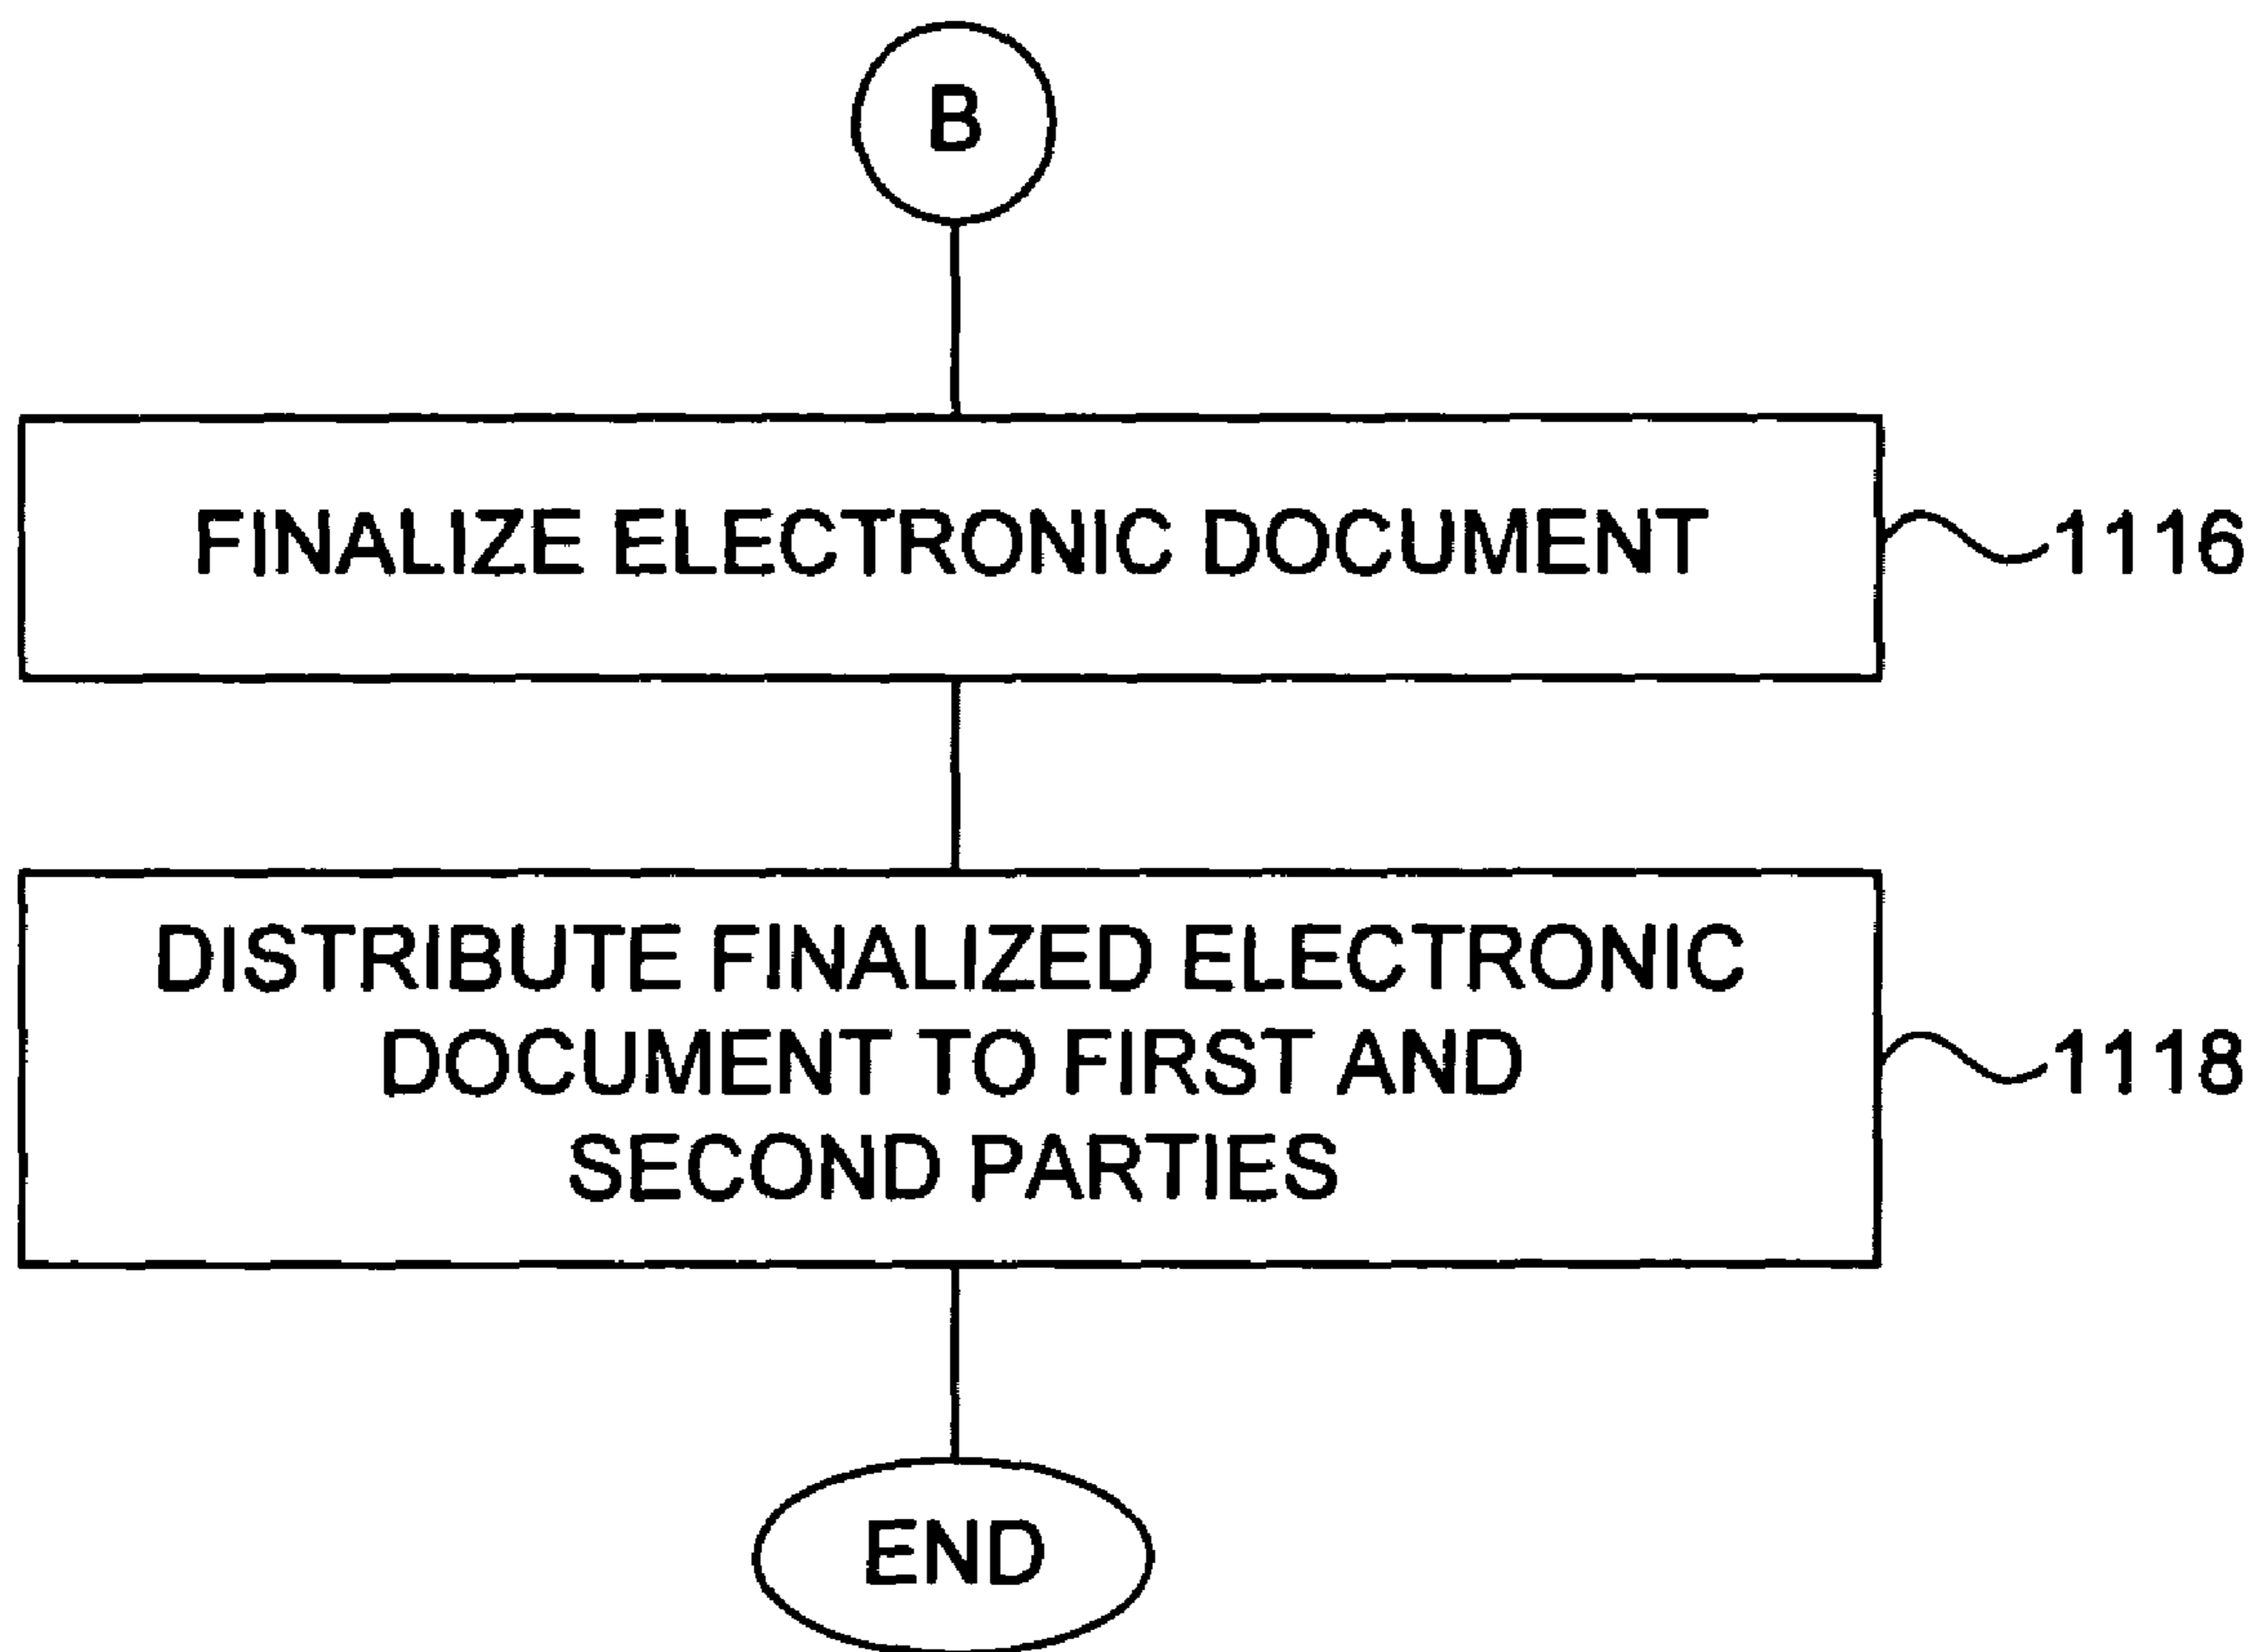 B
FINALIZE ELECTRONIC DOCUMENT
1116
DISTRIBUTE FINALIZED ELECTRONIC
DOCUMENT TO FIRST AND
SECOND PARTIES
1118
END